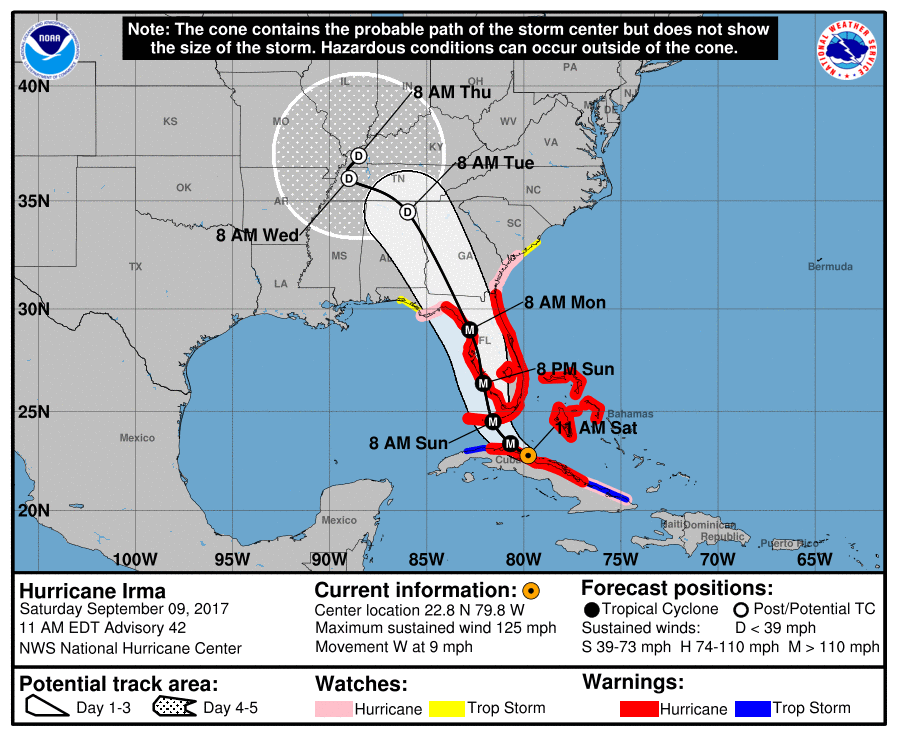 Note: The cone contains the probable path of the storm center but does not show
the size of the storm. Hazardous conditions can occur outside of the cone.
NOAA
NATIONAL WEATHER SERVICE
40N
35N
30N
25N
20N
100W
95W
90W
85W
80W
75W
70W
65W
8 AM Thu
8 AM Tue
8 AM Wed
8 AM Mon
8 PM Sun
11 AM Sat
8 AM Sun
D
D
D
M
M
M
M
IL
IN
OH
PA
KS
MO
KY
WV
VA
DE
OK
AR
TN
NC
SC
TX
LA
MS
AL
GA
FL
Bermuda
Bahamas
Mexico
Mexico
Cuba
Haiti
Dominican
Republic
Puerto Rico
Hurricane Irma
Saturday September 09, 2017
11 AM EDT Advisory 42
NWS National Hurricane Center
Current information:
Center location 22.8 N 79.8 W
Maximum sustained wind 125 mph
Movement W at 9 mph
Forecast positions:
Tropical Cyclone Post/Potential TC
Sustained winds: D < 39 mph
S 39-73 mph H 74-110 mph M > 110 mph
Potential track area:
Day 1-3 Day 4-5
Watches:
Hurricane Trop Storm
Warnings:
Hurricane Trop Storm